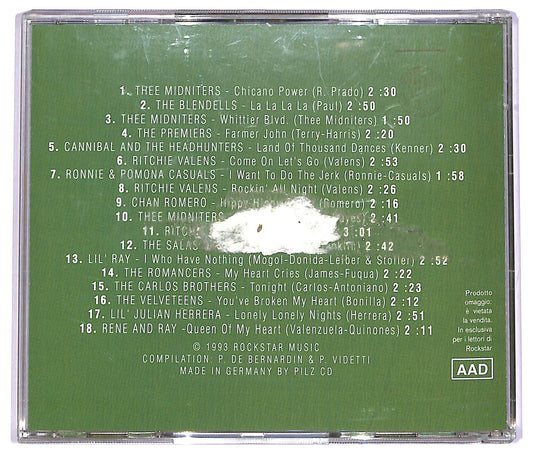 1. THEE MIDNITERS - Chicano Power (R. Prado) 2 :30
2. THE BLENDELLS - La La La La (Paul) 2 :50
3. THEE MIDNITERS - Whittier Blvd. (Thee Midniters) 1 :50
4. THE PREMIERS - Farmer John (Terry-Harris) 2 :20
5. CANNIBAL AND THE HEADHUNTERS - Land Of Thousand Dances (Kenner) 2 :30
6. RITCHIE VALENS - Come On Let's Go (Valens) 2 :53
7. RONNIE & POMONA CASUALS - I Want To Do The Jerk (Ronnie-Casuals) 1 :58
8. RITCHIE VALENS - Rockin' All Night (Valens) 2 :26
9. CHAN ROMERO - Hippy (Romero) 2 :16
10. THEE MIDNITERS 2 :41
11. 3 :01
12. THE SALAS 2 :44
13. LIL' RAY - I Who Have Nothing (Mogol-Donida-Leiber & Stoller) 2 :52
14. THE ROMANCERS - My Heart Cries (James-Fuqua) 2 :22
15. THE CARLOS BROTHERS - Tonight (Carlos-Antoniano) 2 :23
16. THE VELVETEENS - You've Broken My Heart (Bonilla) 2 :12
17. LIL' JULIAN HERRERA - Lonely Lonely Nights (Herrera) 2 :51
18. RENE AND RAY -Queen Of My Heart (Valenzuela-Quinones) 2 :11
© 1993 ROCKSTAR MUSIC
COMPILATION: P. DE BERNARDIN & P. VIDETTI
MADE IN GERMANY BY PILZ CD
Prodotto
omaggio:
è vietata
la vendita.
In esclusiva
per i lettori di
Rockstar
AAD